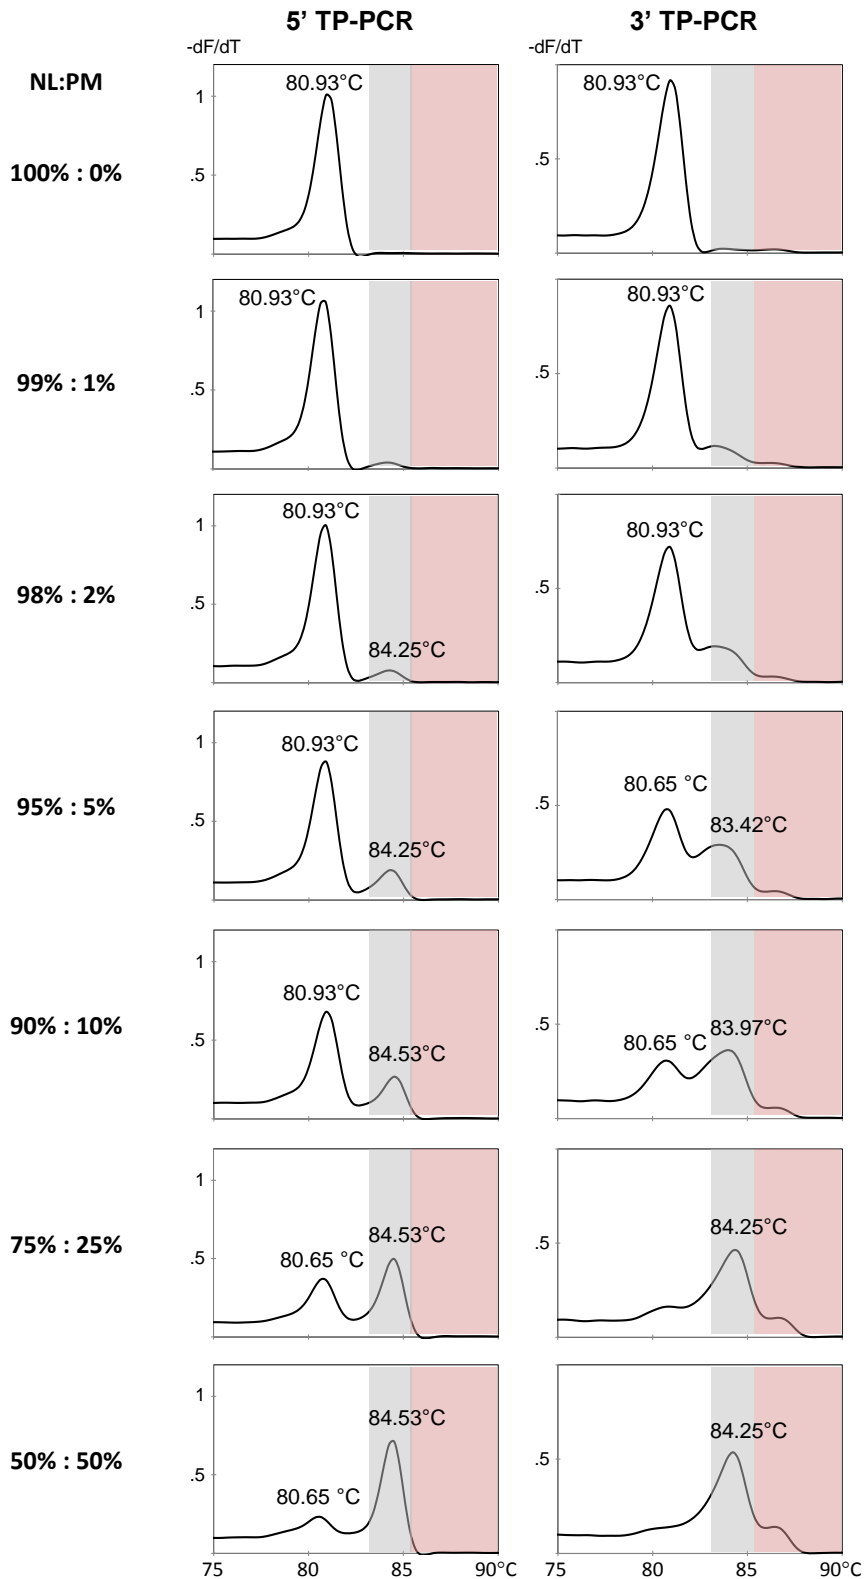 5’ TP-PCR 3’ TP-PCR
-dF/dT -dF/dT
NL:PM
80.93°C 80.93°C
1
100% : 0%
.5 .5
80.93°C 80.93°C
1
99% : 1%
.5 .5
80.93°C 80.93°C
1
98% : 2%
.5 .5
84.25°C
80.93°C
1
80.65 °C
95% : 5%
.5 .5
84.25°C 83.42°C
1
80.93°C
90% : 10%
.5 .5
84.53°C 80.65 °C 83.97°C
1
84.53°C 84.25°C
75% : 25%
.5 .5
80.65 °C
1
84.53°C 84.25°C
50% : 50%
.5 .5
80.65 °C
75 80 85 90°C 75 80 85 90°C